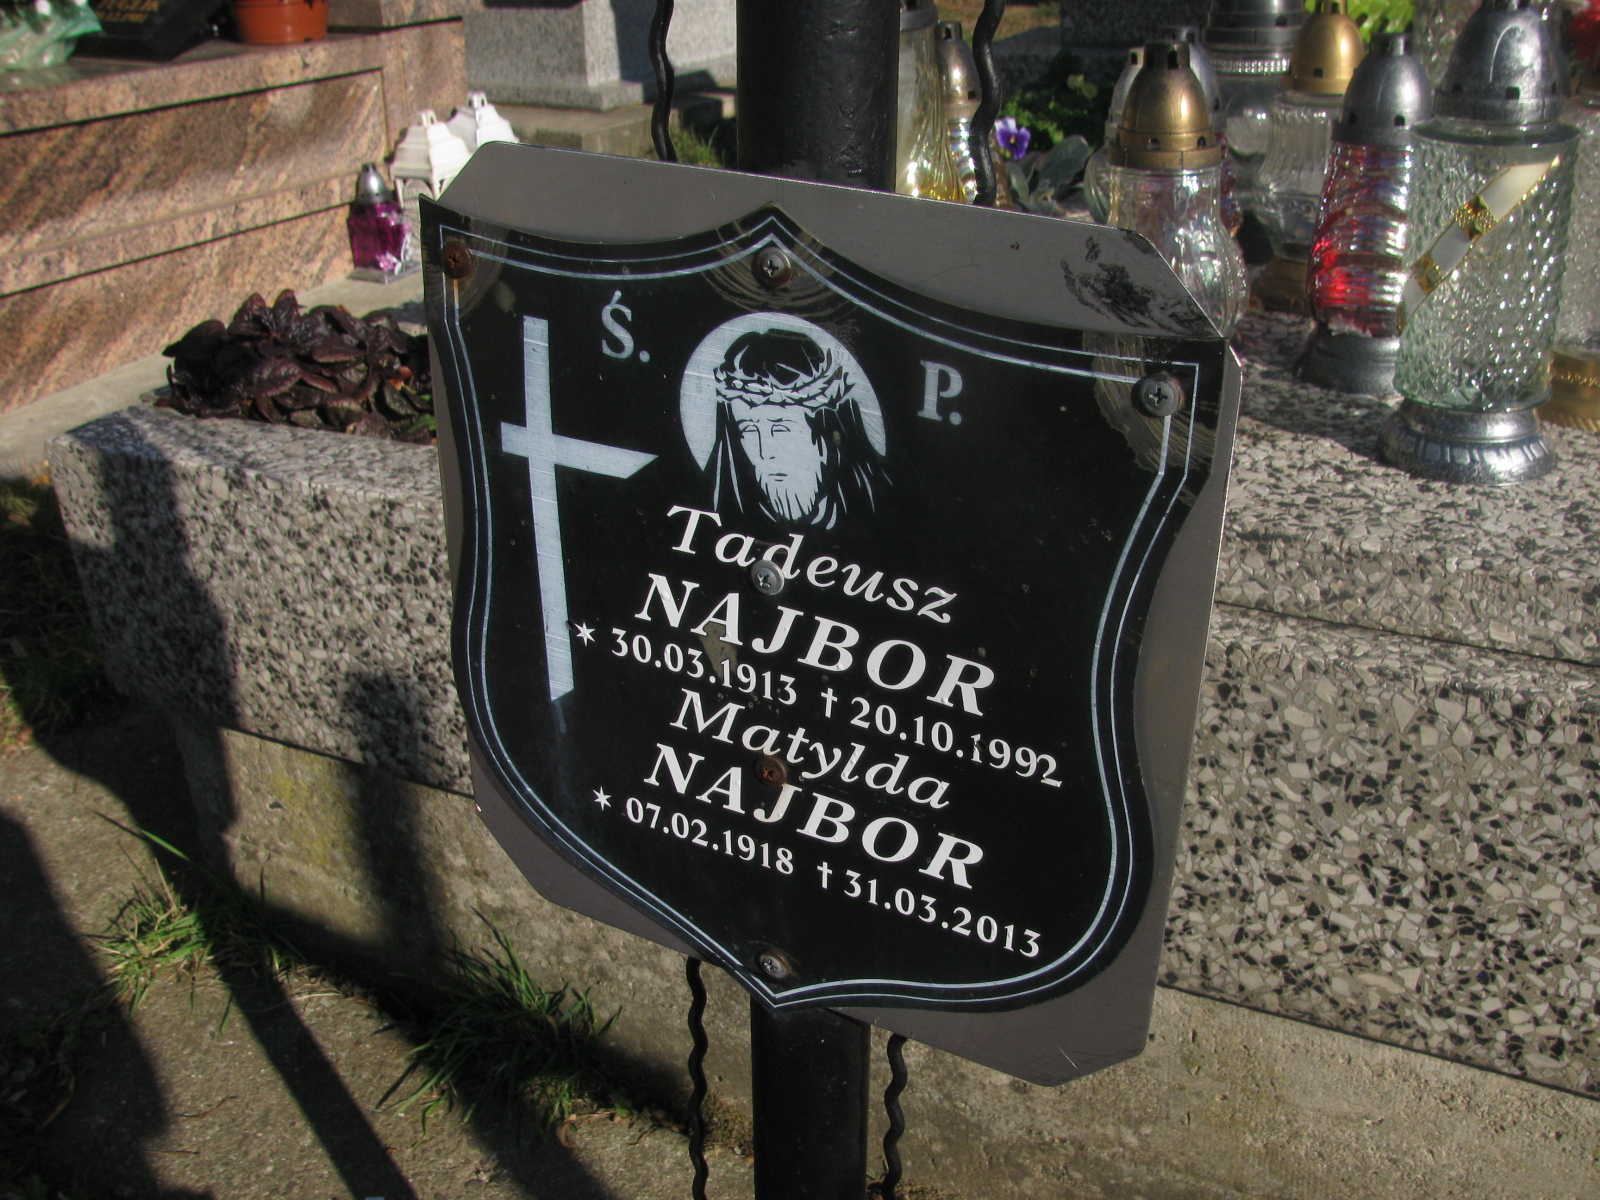 Ś. P.
Tadeusz
NAJBOR
* 30.03.1913 † 20.10.1992
Matylda
NAJBOR
* 07.02.1918 † 31.03.2013